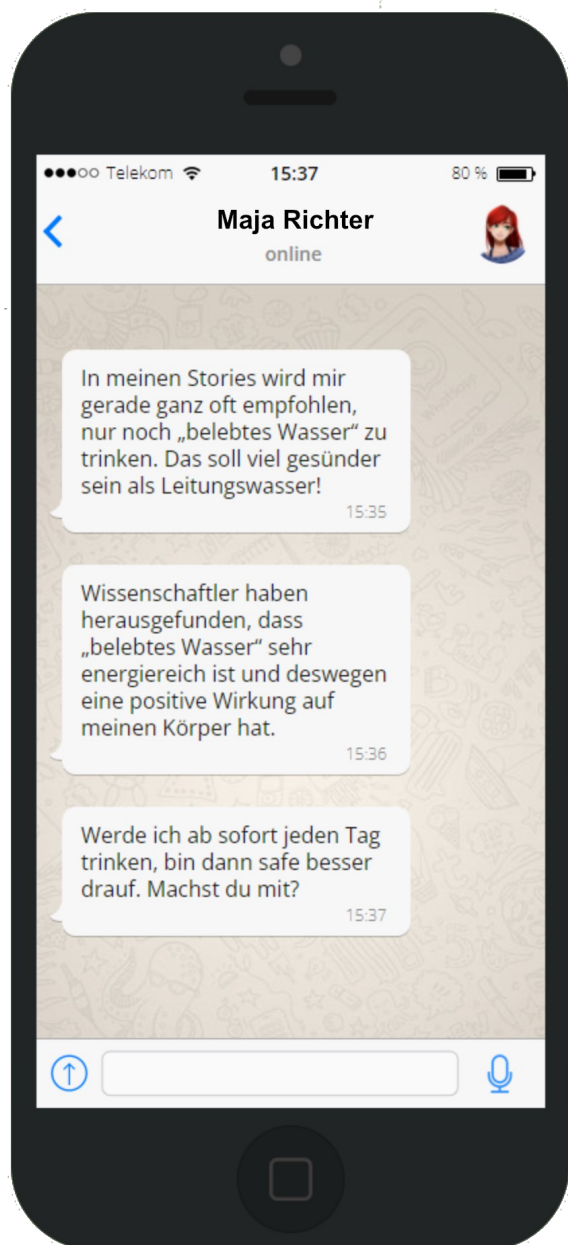 Telekom 15:37 80 %
Maja Richter
online
In meinen Stories wird mir
gerade ganz oft empfohlen,
nur noch „belebtes Wasser“ zu
trinken. Das soll viel gesünder
sein als Leitungswasser!
15:35
Wissenschaftler haben
herausgefunden, dass
„belebtes Wasser“ sehr
energiereich ist und deswegen
eine positive Wirkung auf
meinen Körper hat.
15:36
Werde ich ab sofort jeden Tag
trinken, bin dann safe besser
drauf. Machst du mit?
15:37